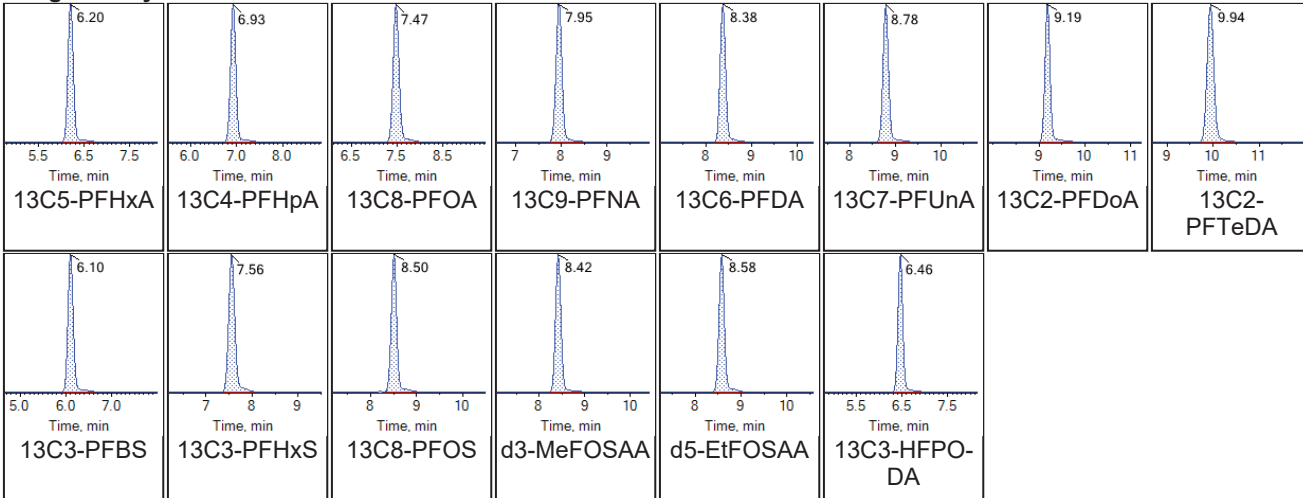 6.20
5.5 6.5 7.5
Time, min
13C5-PFHxA
6.93
6.0 7.0 8.0
Time, min
13C4-PFHpA
7.47
6.5 7.5 8.5
Time, min
13C8-PFOA
7.95
7 8 9
Time, min
13C9-PFNA
8.38
8 9 10
Time, min
13C6-PFDA
8.78
8 9 10
Time, min
13C7-PFUnA
9.19
9 10 11
Time, min
13C2-PFDoA
9.94
9 10 11
Time, min
13C2-
PFTeDA
6.10
5.0 6.0 7.0
Time, min
13C3-PFBS
7.56
7 8 9
Time, min
13C3-PFHxS
8.50
8 9 10
Time, min
13C8-PFOS
8.42
8 9 10
Time, min
d3-MeFOSAA
8.58
8 9 10
Time, min
d5-EtFOSAA
6.46
5.5 6.5 7.5
Time, min
13C3-HFPO-
DA